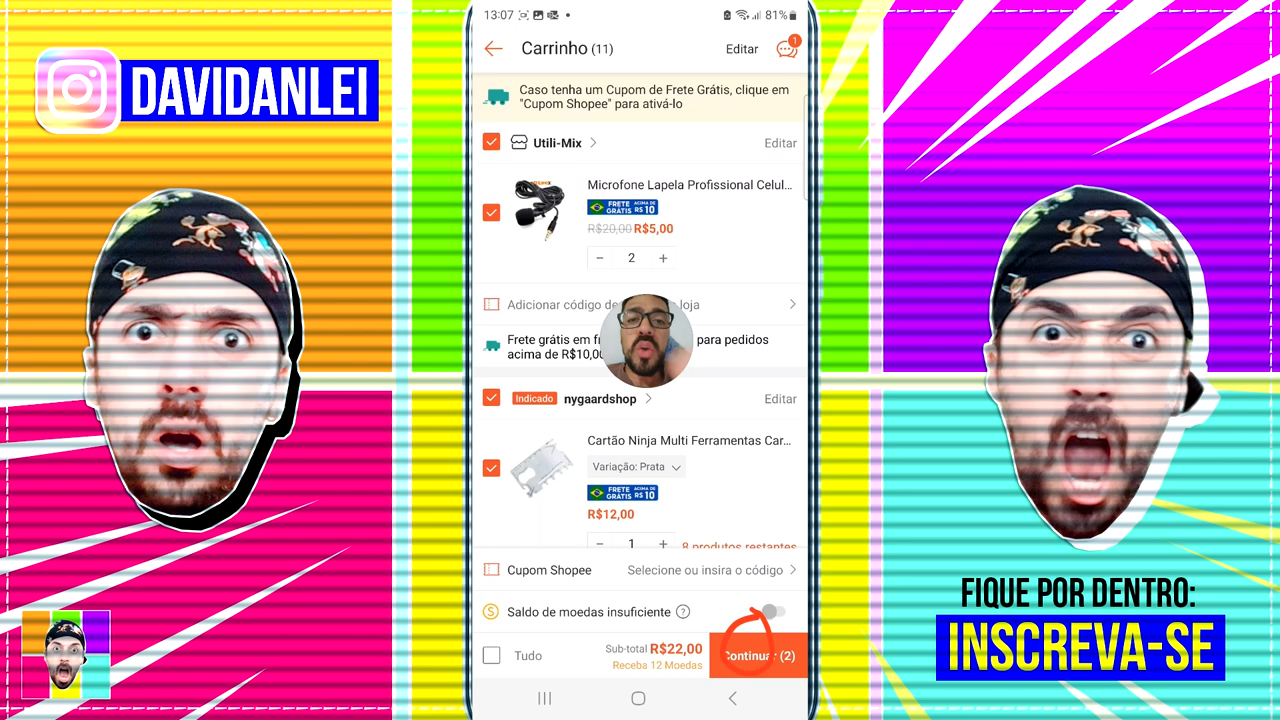 DAVIDANLEI
13:07
81%
Carrinho (11)
Editar
1
Caso tenha um Cupom de Frete Grátis, clique em
"Cupom Shopee" para ativá-lo
Utili-Mix
Editar
Microfone Lapela Profissional Celul...
FRETE GRÁTIS ACIMA DE R$ 10
R$20,00 R$5,00
− 2 +
Adicionar código de loja
Frete grátis em para pedidos
acima de R$10,00
Indicado nygaardshop
Editar
Cartão Ninja Multi Ferramentas Car...
Variação: Prata
FRETE GRÁTIS ACIMA DE R$ 10
R$12,00
− 1 + 8 produtos restantes
Cupom Shopee Selecione ou insira o código
S Saldo de moedas insuficiente ?
Tudo
Sub-total R$22,00
Receba 12 Moedas
Continuar (2)
FIQUE POR DENTRO:
INSCREVA-SE